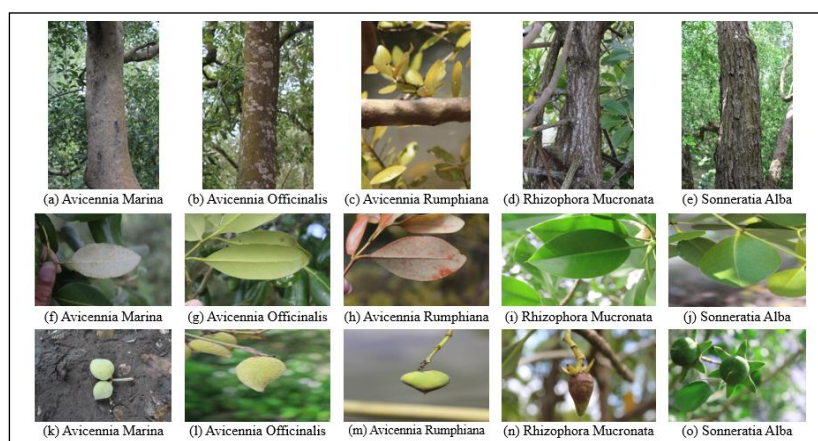 (a) Avicennia Marina
(b) Avicennia Officinalis
(c) Avicennia Rumphiana
(d) Rhizophora Mucronata
(e) Sonneratia Alba
(f) Avicennia Marina
(g) Avicennia Officinalis
(h) Avicennia Rumphiana
(i) Rhizophora Mucronata
(j) Sonneratia Alba
(k) Avicennia Marina
(l) Avicennia Officinalis
(m) Avicennia Rumphiana
(n) Rhizophora Mucronata
(o) Sonneratia Alba